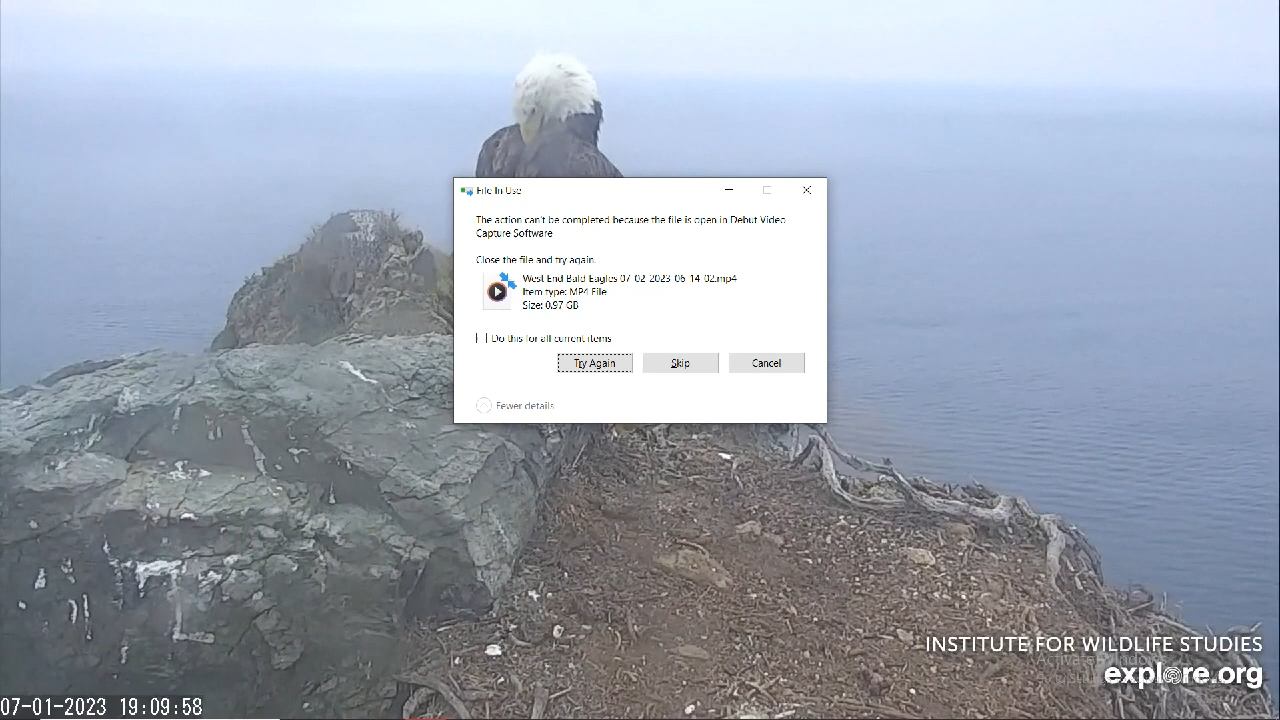 File In Use
The action can't be completed because the file is open in Debut Video
Capture Software
Close the file and try again.
West End Bald Eagles 07-02-2023-06-14-02.mp4
Item type: MP4 File
Size: 0.97 GB
Do this for all current items
Try Again
Skip
Cancel
Fewer details
INSTITUTE FOR WILDLIFE STUDIES
Activate Windows
explore.org
07-01-2023 19:09:58